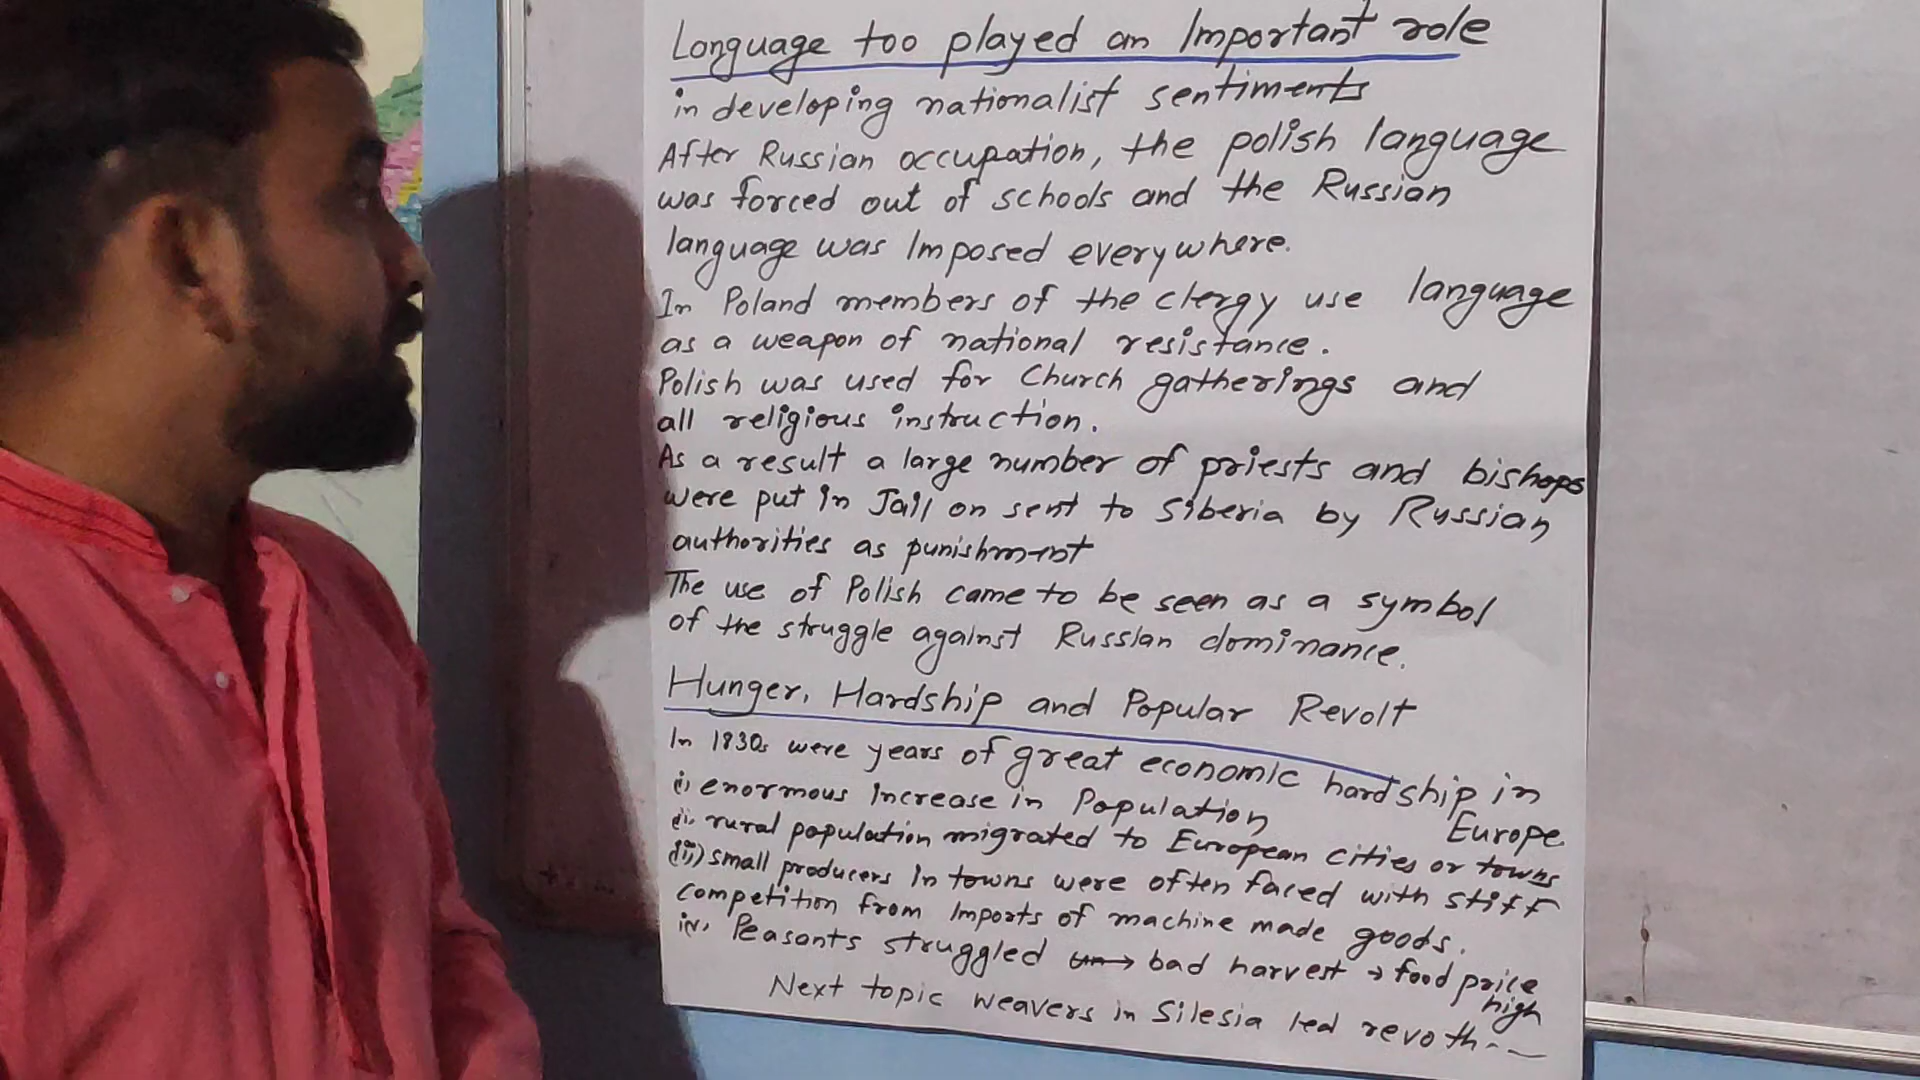 Language too played an Important role
in developing nationalist sentiments
After Russian occupation, the polish language
was forced out of schools and the Russian
language was Imposed everywhere.
In Poland members of the clergy use language
as a weapon of national resistance.
Polish was used for Church gatherings and
all religious instruction.
As a result a large number of priests and bishops
were put in Jail on sent to Siberia by Russian
authorities as punishment
The use of Polish came to be seen as a symbol
of the struggle against Russian dominance.
Hunger, Hardship and Popular Revolt
In 1830s were years of great economic hardship in
Europe.
i) enormous Increase in Population
ii. rural population migrated to European cities or towns
iii) small producers in towns were often faced with stiff
competition from Imports of machine made goods.
iv. Peasants struggled → bad harvest → food price
high
Next topic weavers in Silesia led revoth